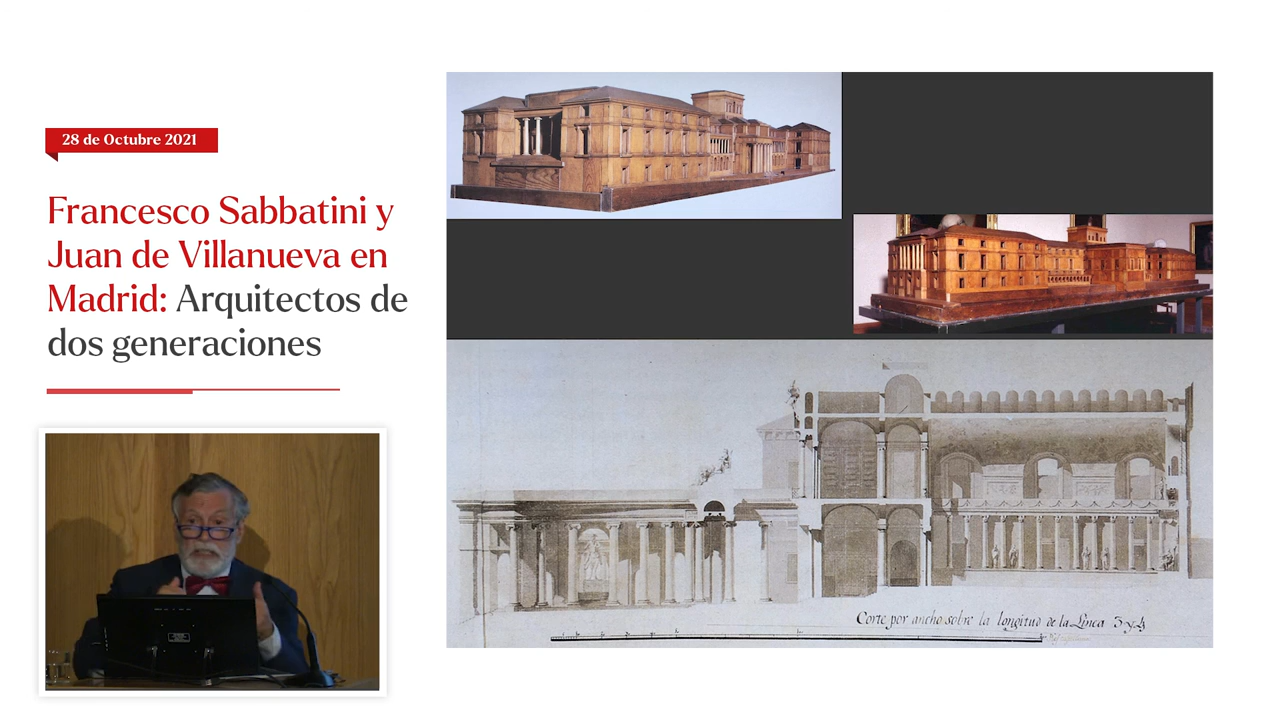 28 de Octubre 2021
Francesco Sabbatini y
Juan de Villanueva en
Madrid: Arquitectos de
dos generaciones
Corte por ancho sobre la longitud de la Linea 3 y 4